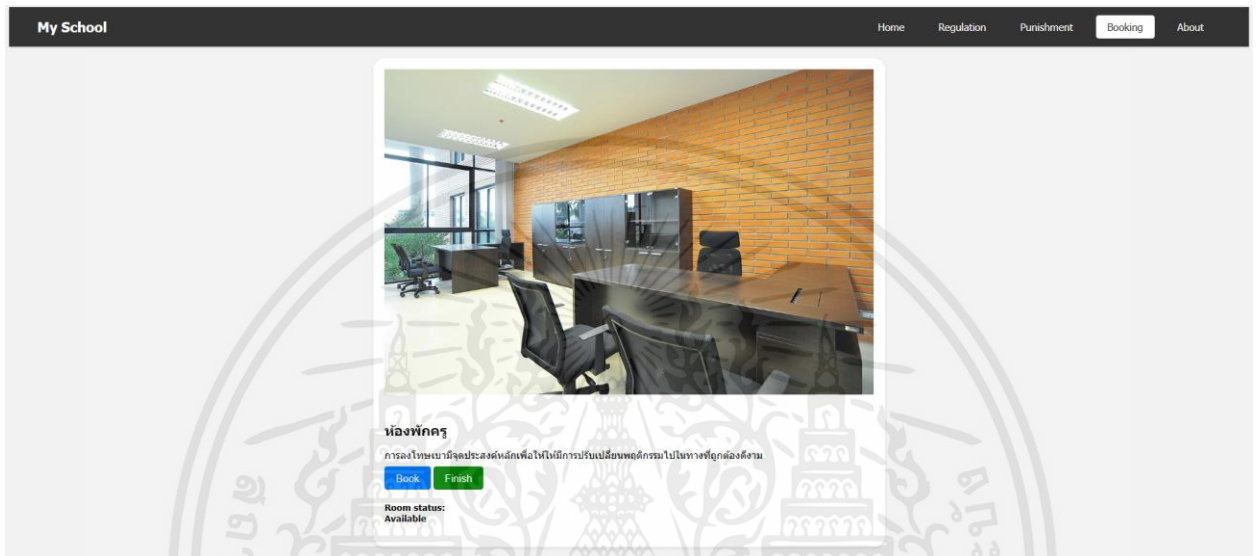 My School
Home Regulation Punishment Booking About
ห้องพักครู
การลงโทษเบามีจุดประสงค์หลักเพื่อให้ให้มีการปรับเปลี่ยนพฤติกรรมไปในทางที่ถูกต้องดีงาม
Book Finish
Room status:
Available